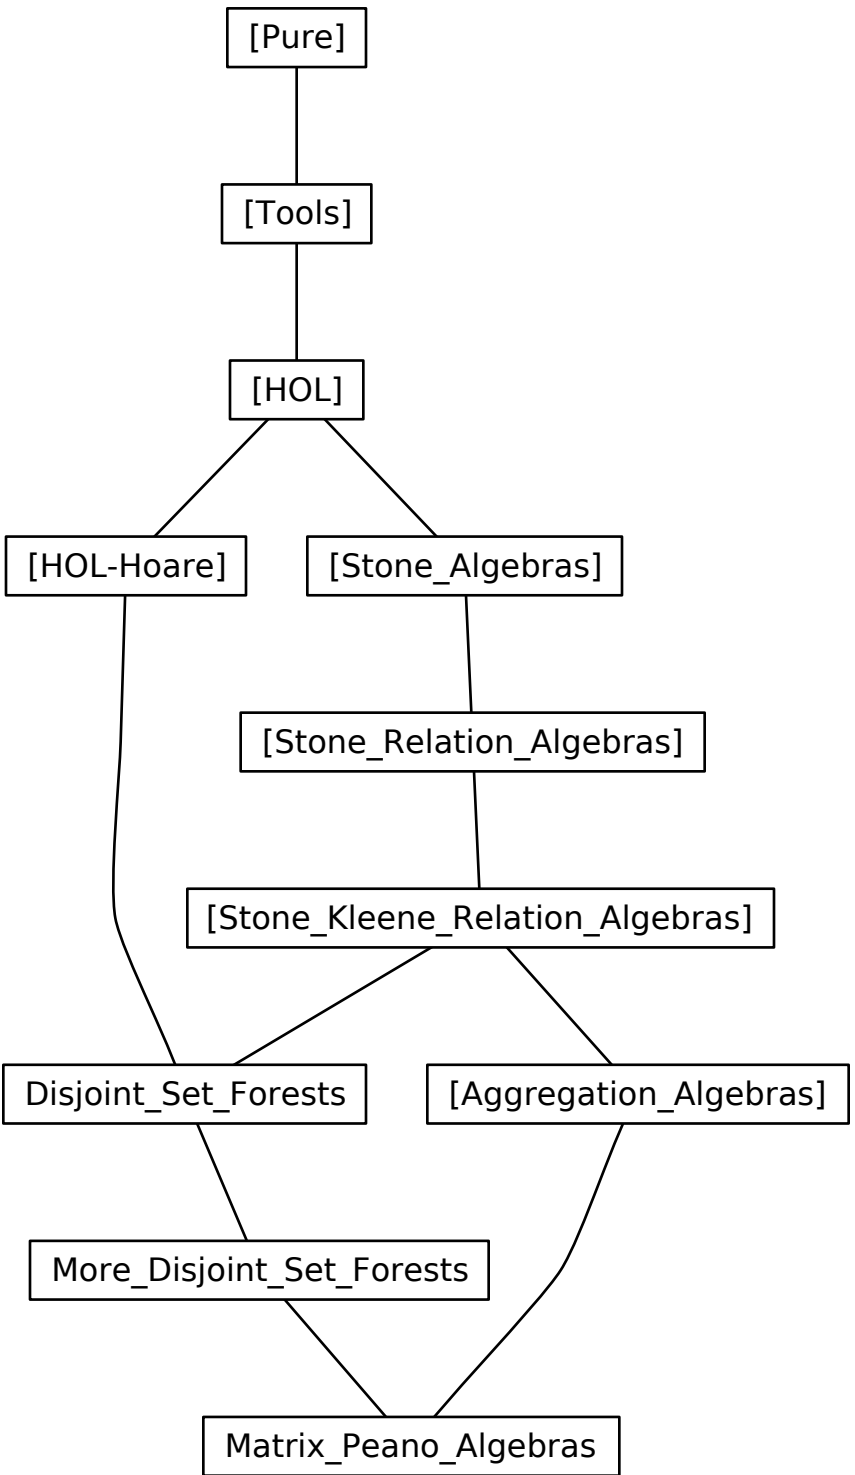 [Pure]
[Tools]
[HOL]
[HOL-Hoare]
[Stone_Algebras]
[Stone_Relation_Algebras]
[Stone_Kleene_Relation_Algebras]
Disjoint_Set_Forests
[Aggregation_Algebras]
More_Disjoint_Set_Forests
Matrix_Peano_Algebras